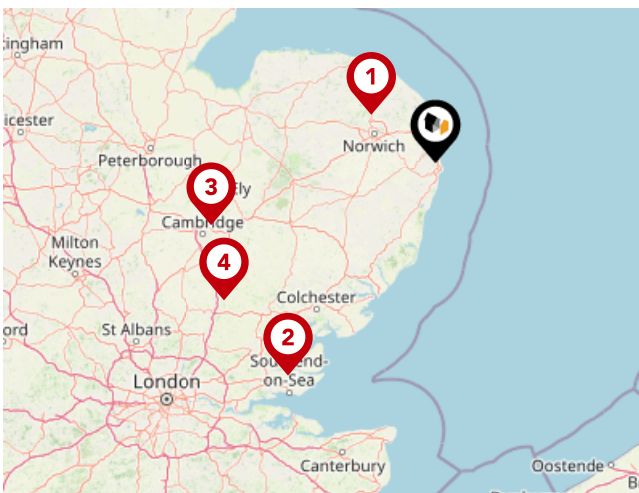 ingham
1
icester
Norwich
Peterborough
3
Ely
Cambridge
Milton
Keynes
4
Colchester
ord
St Albans
2
Southend-
on-Sea
London
Canterbury
Oostende
B